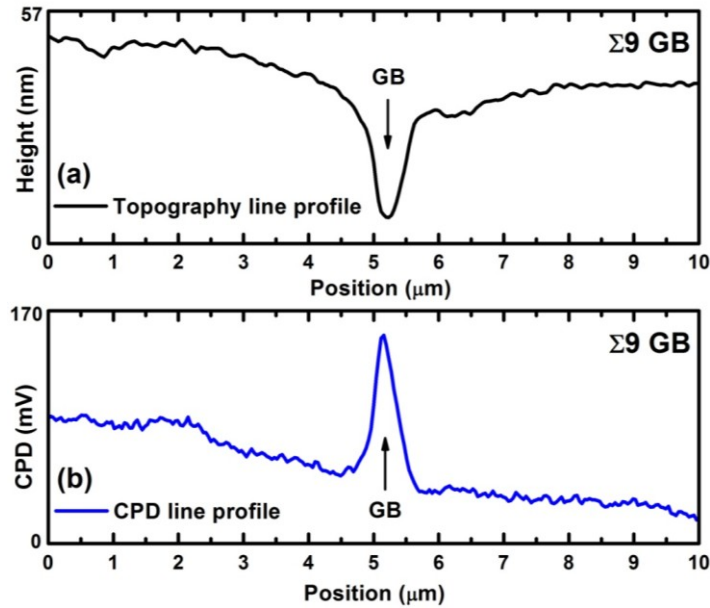 57
Σ9 GB
GB
Height (nm)
(a)
Topography line profile
0
0 1 2 3 4 5 6 7 8 9 10
Position (μm)
170
Σ9 GB
CPD (mV)
(b)
GB
CPD line profile
0
0 1 2 3 4 5 6 7 8 9 10
Position (μm)